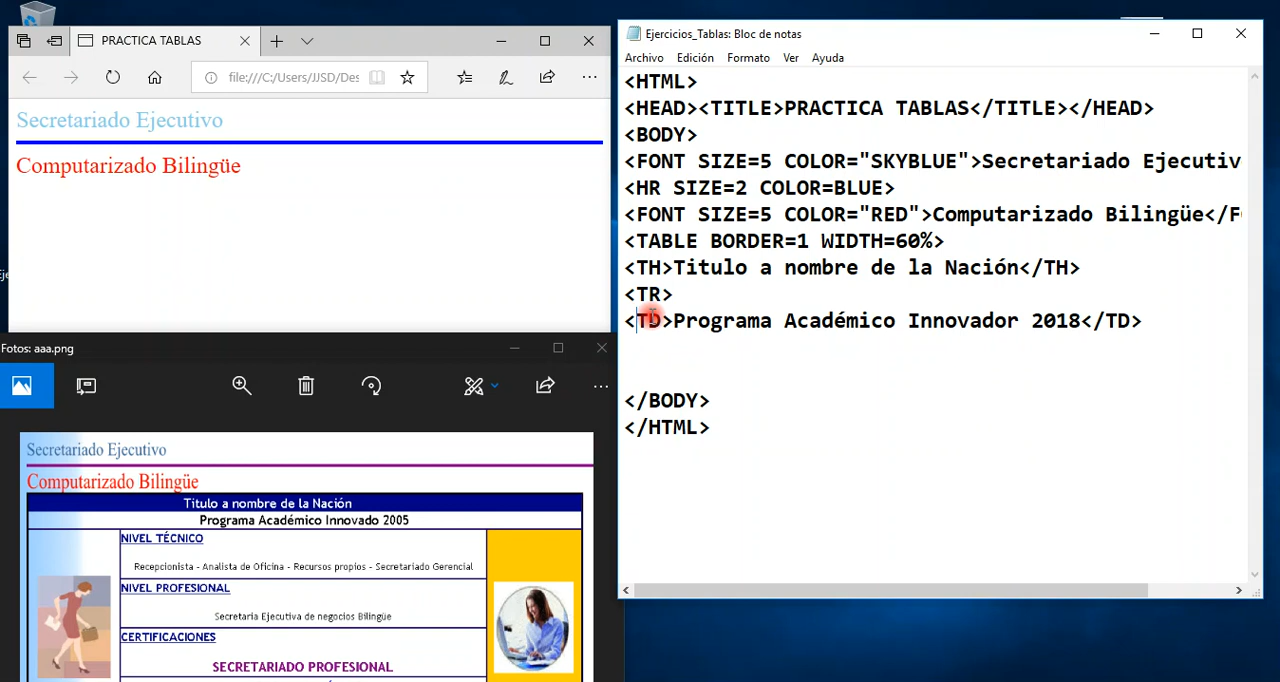 PRACTICA TABLAS
file:///C:/Users/JJSD/Des
Secretariado Ejecutivo
Computarizado Bilingüe
Fotos: aaa.png
Secretariado Ejecutivo
Computarizado Bilingüe
Titulo a nombre de la Nación
Programa Académico Innovado 2005
NIVEL TÉCNICO
Recepcionista - Analista de Oficina - Recursos propios - Secretariado Gerencial
NIVEL PROFESIONAL
Secretaria Ejecutiva de negocios Bilingüe
CERTIFICACIONES
SECRETARIADO PROFESIONAL
Ejercicios_Tablas: Bloc de notas
Archivo Edición Formato Ver Ayuda
<HTML>
<HEAD><TITLE>PRACTICA TABLAS</TITLE></HEAD>
<BODY>
<FONT SIZE=5 COLOR="SKYBLUE">Secretariado Ejecutiv
<HR SIZE=2 COLOR=BLUE>
<FONT SIZE=5 COLOR="RED">Computarizado Bilingüe</F
<TABLE BORDER=1 WIDTH=60%>
<TH>Titulo a nombre de la Nación</TH>
<TR>
<TD>Programa Académico Innovador 2018</TD>
</BODY>
</HTML>